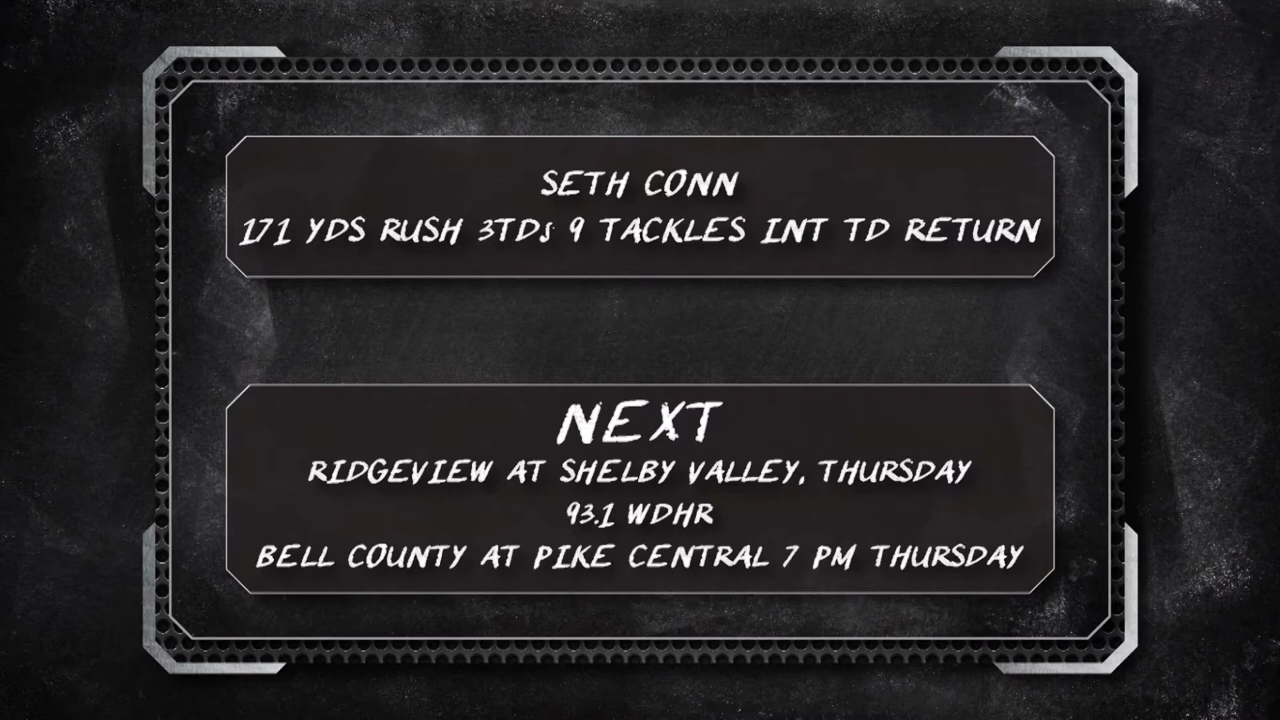 SETH CONN
171 YDS RUSH 3TDs 9 TACKLES INT TD RETURN
NEXT
RIDGEVIEW AT SHELBY VALLEY, THURSDAY
93.1 WDHR
BELL COUNTY AT PIKE CENTRAL 7 PM THURSDAY